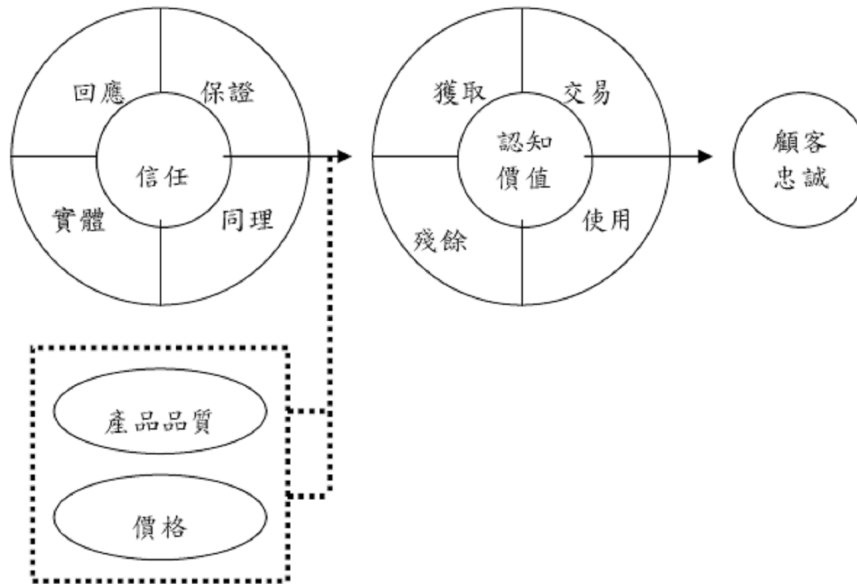 回應
保證
信任
實體
同理
獲取
交易
認知
價值
殘餘
使用
顧客
忠誠
產品品質
價格